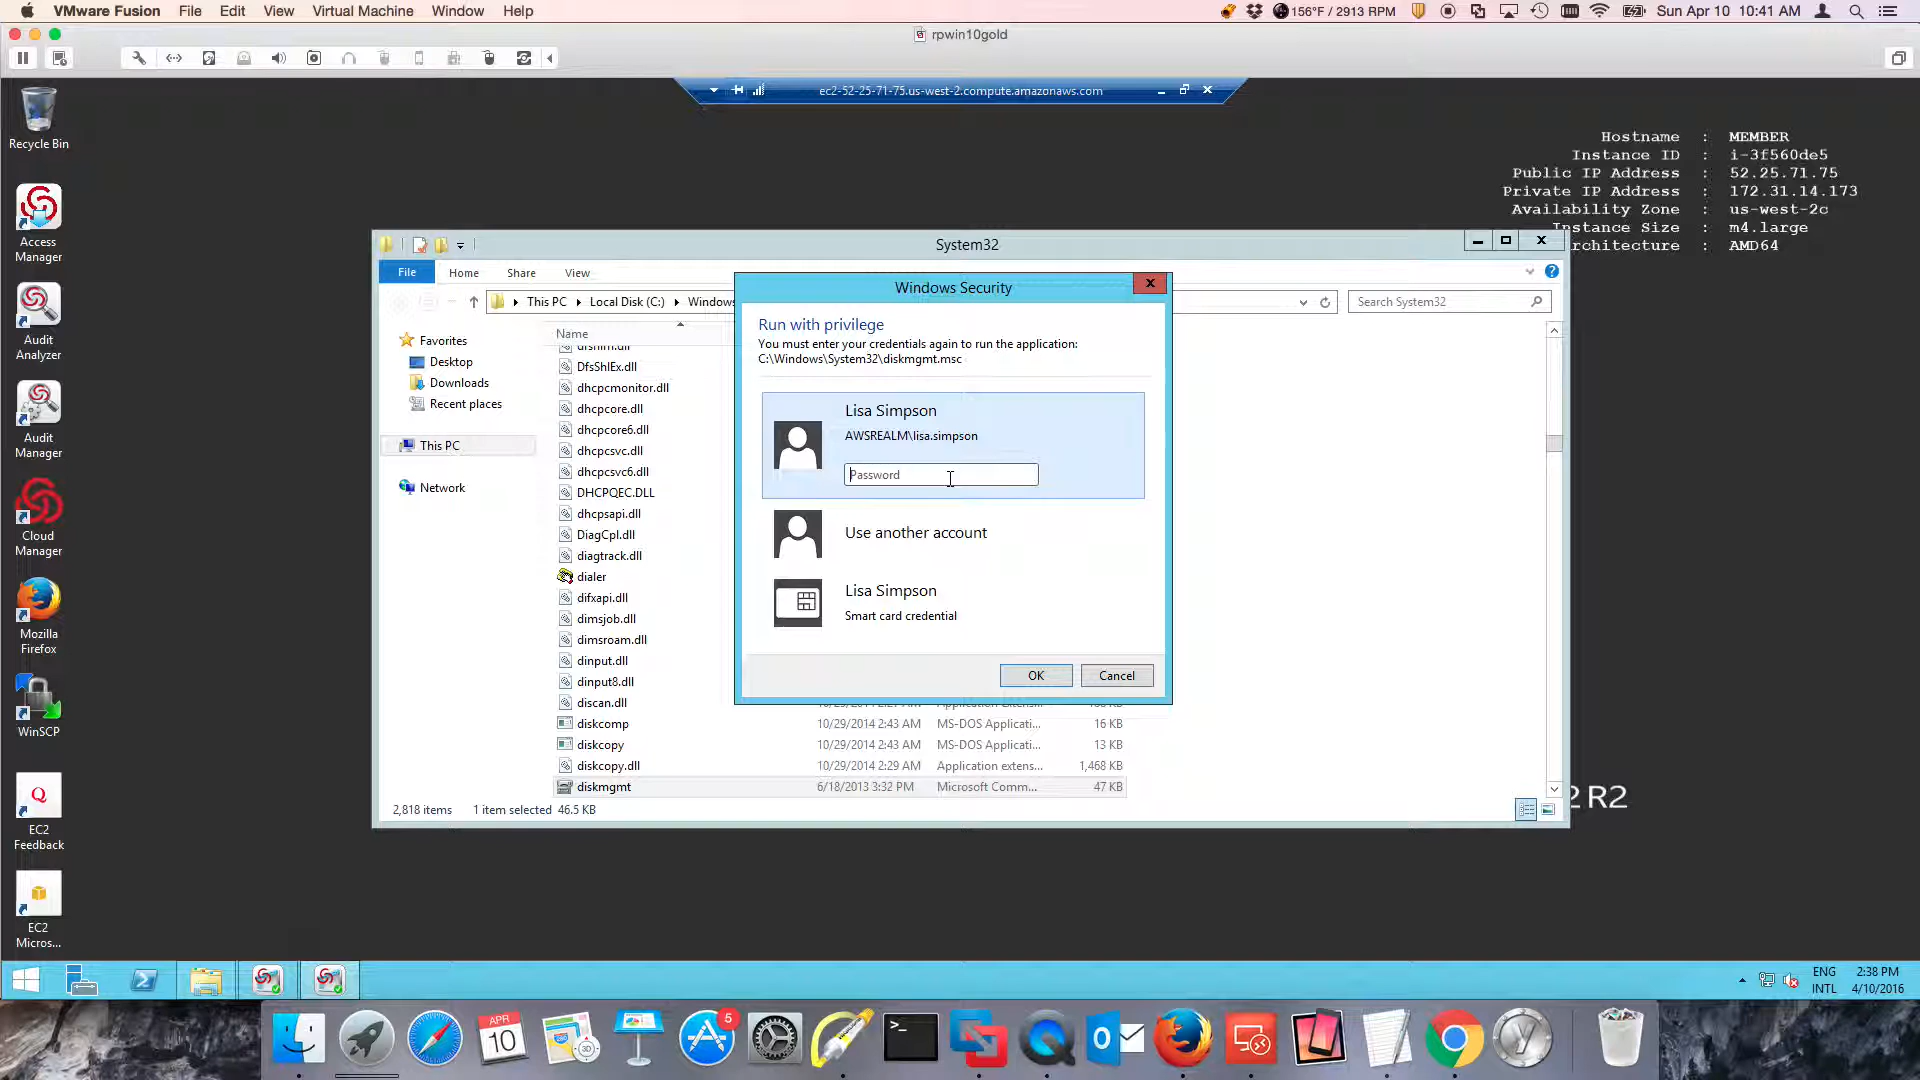 VMware Fusion File Edit View Virtual Machine Window Help
156°F / 2913 RPM Sun Apr 10 10:41 AM
rpwin10gold
ec2-52-25-71-75.us-west-2.compute.amazonaws.com
Hostname : MEMBER
Instance ID : i-3f560de5
Public IP Address : 52.25.71.75
Private IP Address : 172.31.14.173
Availability Zone : us-west-2c
Instance Size : m4.large
rchitecture : AMD64
Recycle Bin
Access
Manager
Audit
Analyzer
Audit
Manager
Cloud
Manager
Mozilla
Firefox
WinSCP
EC2
Feedback
EC2
Micros...
System32
File Home Share View
This PC Local Disk (C:) Windows
Search System32
Favorites
Desktop
Downloads
Recent places
This PC
Network
Name
DfsShlEx.dll
dhcpcmonitor.dll
dhcpcore.dll
dhcpcore6.dll
dhcpcsvc.dll
dhcpcsvc6.dll
DHCPQEC.DLL
dhcpsapi.dll
DiagCpl.dll
diagtrack.dll
dialer
difxapi.dll
dimsjob.dll
dimsroam.dll
dinput.dll
dinput8.dll
discan.dll
diskcomp 10/29/2014 2:43 AM MS-DOS Applicati... 16 KB
diskcopy 10/29/2014 2:43 AM MS-DOS Applicati... 13 KB
diskcopy.dll 10/29/2014 2:29 AM Application extens... 1,468 KB
diskmgmt 6/18/2013 3:32 PM Microsoft Comm... 47 KB
2,818 items 1 item selected 46.5 KB
Windows Security
Run with privilege
You must enter your credentials again to run the application:
C:\Windows\System32\diskmgmt.msc
Lisa Simpson
AWSREALM\lisa.simpson
Password
Use another account
Lisa Simpson
Smart card credential
OK Cancel
2 R2
ENG 2:38 PM
INTL 4/10/2016
APR
10
3D
5